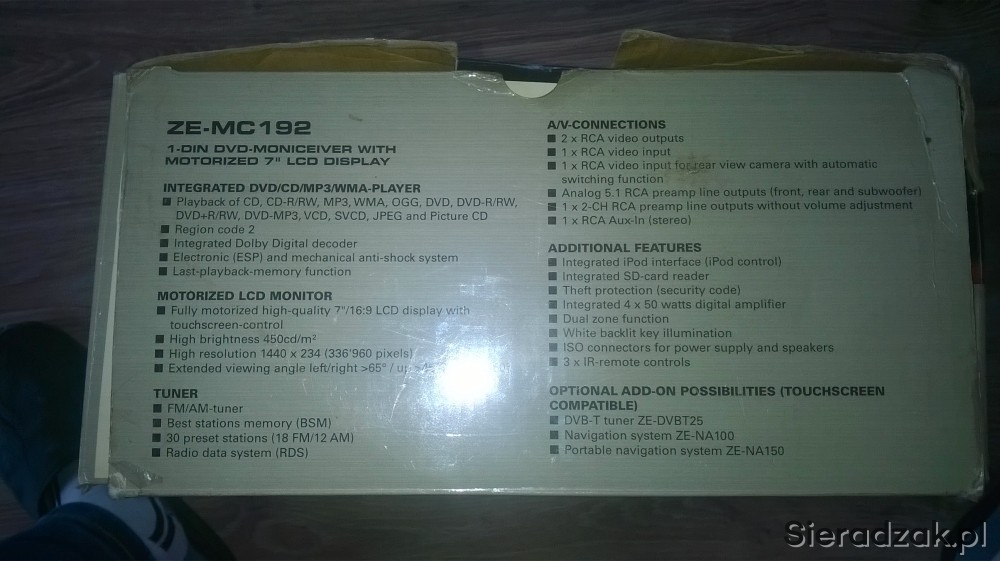 ZE-MC192
1-DIN DVD-MONICEIVER WITH
MOTORIZED 7" LCD DISPLAY
INTEGRATED DVD/CD/MP3/WMA-PLAYER
■ Playback of CD, CD-R/RW, MP3, WMA, OGG, DVD, DVD-R/RW,
DVD+R/RW, DVD-MP3, VCD, SVCD, JPEG and Picture CD
■ Region code 2
■ Integrated Dolby Digital decoder
■ Electronic (ESP) and mechanical anti-shock system
■ Last-playback-memory function
MOTORIZED LCD MONITOR
■ Fully motorized high-quality 7"/16:9 LCD display with
touchscreen-control
■ High brightness 450cd/m²
■ High resolution 1440 x 234 (336'960 pixels)
■ Extended viewing angle left/right >65° /
TUNER
■ FM/AM-tuner
■ Best stations memory (BSM)
■ 30 preset stations (18 FM/12 AM)
■ Radio data system (RDS)
A/V-CONNECTIONS
■ 2 x RCA video outputs
■ 1 x RCA video input
■ 1 x RCA video input for rear view camera with automatic
switching function
■ Analog 5.1 RCA preamp line outputs (front, rear and subwoofer)
■ 1 x 2-CH RCA preamp line outputs without volume adjustment
■ 1 x RCA Aux-In (stereo)
ADDITIONAL FEATURES
■ Integrated iPod interface (iPod control)
■ Integrated SD-card reader
■ Theft protection (security code)
■ Integrated 4 x 50 watts digital amplifier
■ Dual zone function
■ White backlit key illumination
■ ISO connectors for power supply and speakers
■ 3 x IR-remote controls
OPTIONAL ADD-ON POSSIBILITIES (TOUCHSCREEN
COMPATIBLE)
■ DVB-T tuner ZE-DVBT25
■ Navigation system ZE-NA100
■ Portable navigation system ZE-NA150
Sieradzak.pl